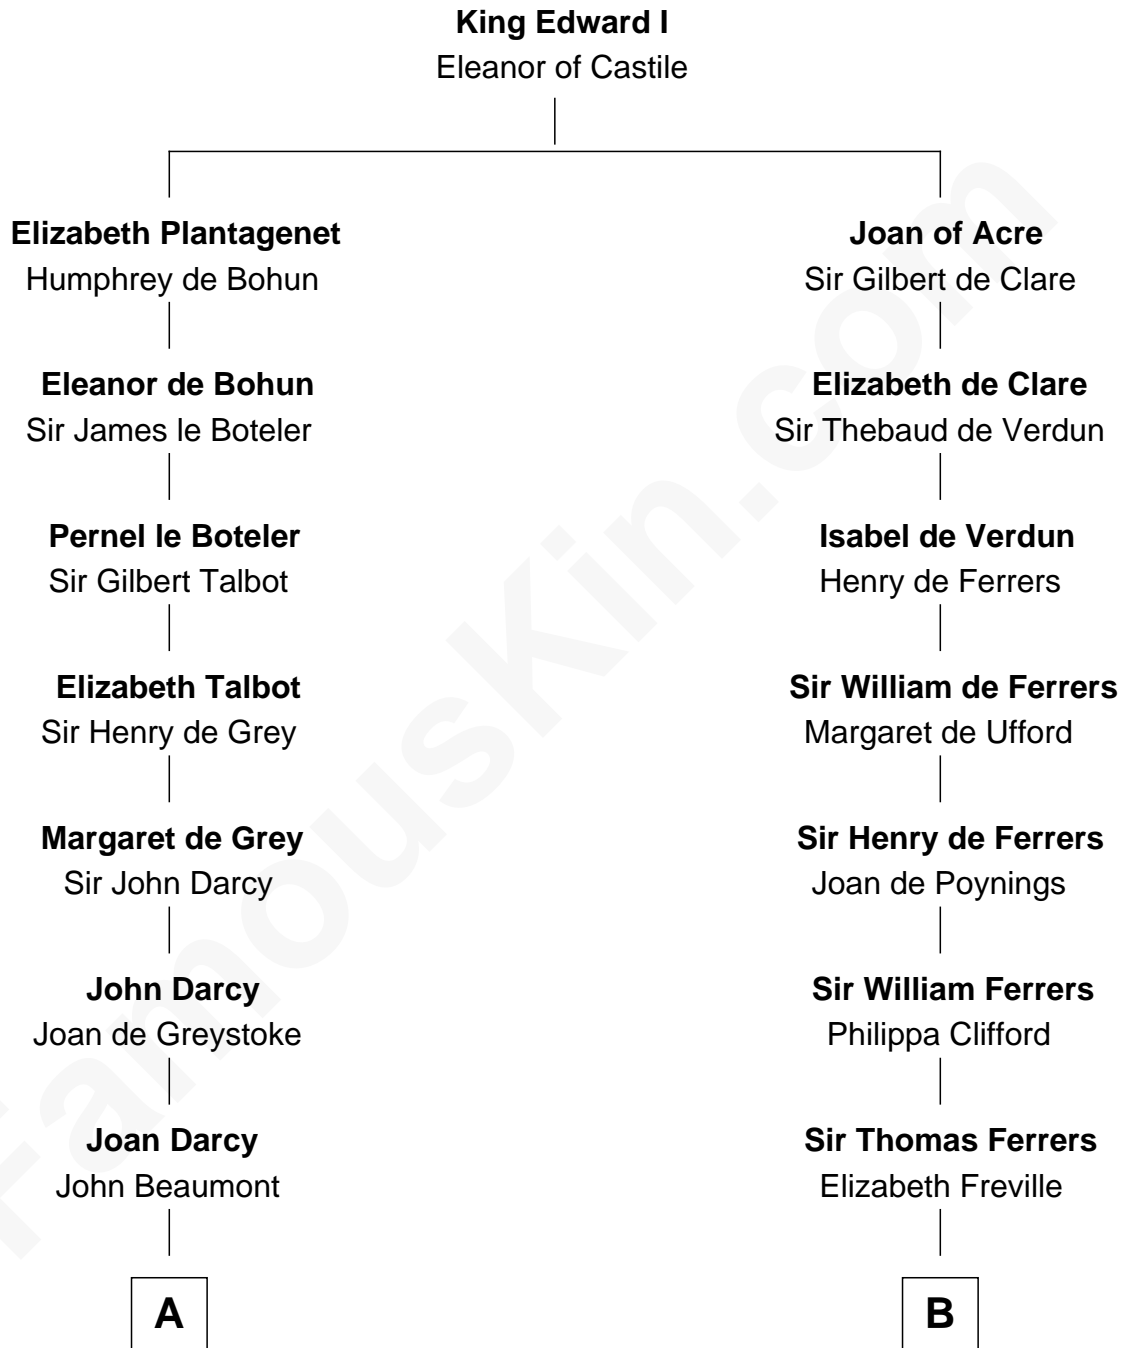 King Edward I
Eleanor of Castile
Elizabeth Plantagenet
Humphrey de Bohun
Eleanor de Bohun
Sir James le Boteler
Pernel le Boteler
Sir Gilbert Talbot
Elizabeth Talbot
Sir Henry de Grey
Margaret de Grey
Sir John Darcy
John Darcy
Joan de Greystoke
Joan Darcy
John Beaumont
A
Joan of Acre
Sir Gilbert de Clare
Elizabeth de Clare
Sir Thebaud de Verdun
Isabel de Verdun
Henry de Ferrers
Sir William de Ferrers
Margaret de Ufford
Sir Henry de Ferrers
Joan de Poynings
Sir William Ferrers
Philippa Clifford
Sir Thomas Ferrers
Elizabeth Freville
B
FamousKin.com